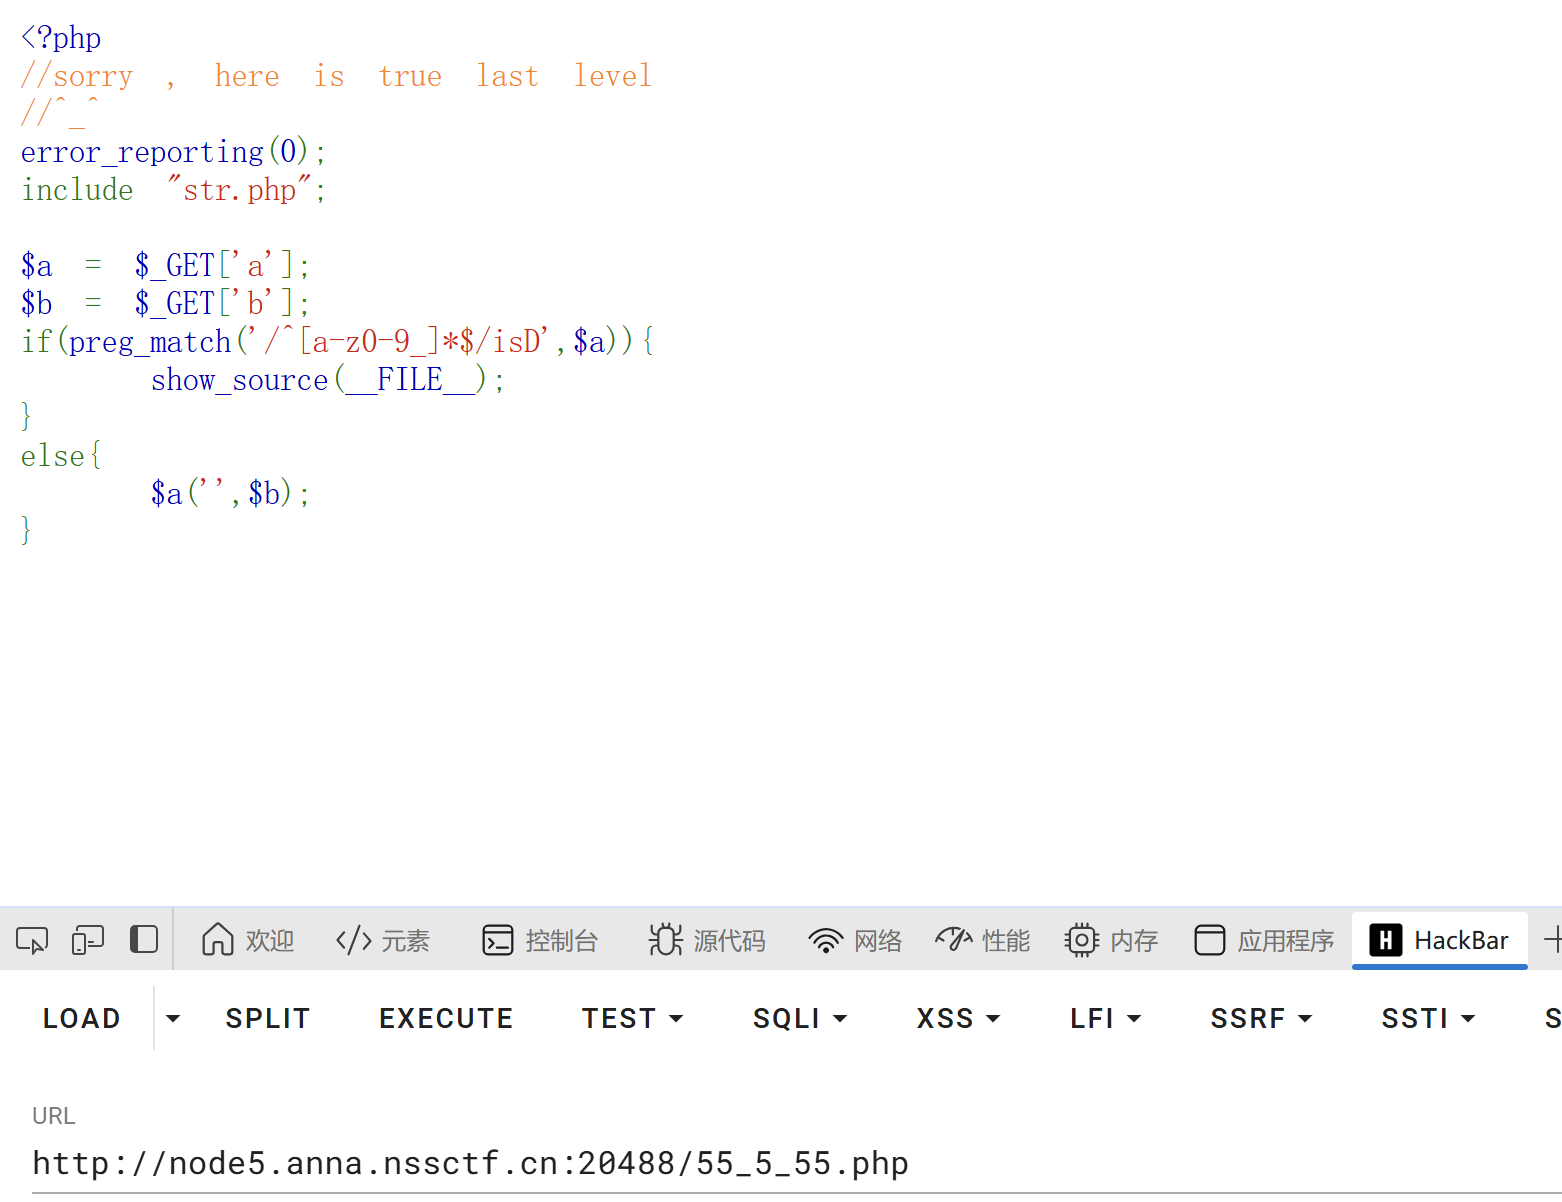 <?php
//sorry , here is true last level
//^_^
error_reporting(0);
include "str.php";
$a = $_GET['a'];
$b = $_GET['b'];
if(preg_match('/^[a-z0-9_]*$/isD',$a)){
show_source(__FILE__);
}
else{
$a('',$b);
}
欢迎 </> 元素 控制台 源代码 网络 性能 内存 应用程序 H HackBar
LOAD SPLIT EXECUTE TEST SQLI XSS LFI SSRF SSTI S
URL
http://node5.anna.nssctf.cn:20488/55_5_55.php